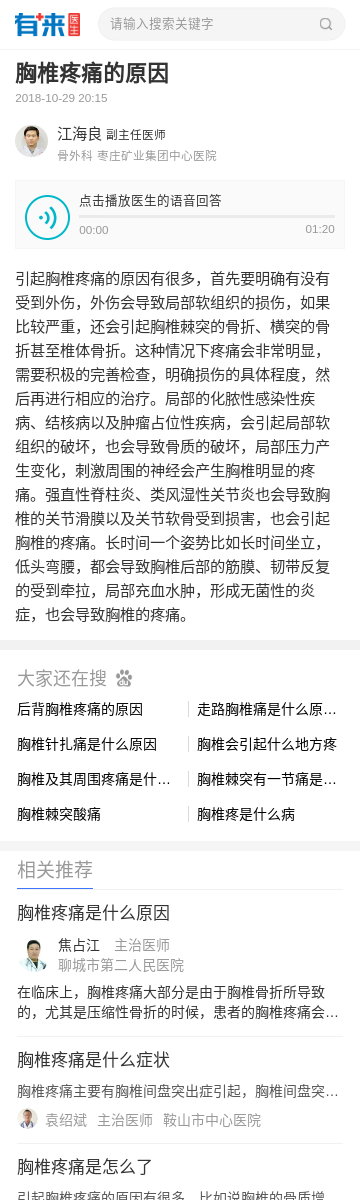 有来医生
请输入搜索关键字
胸椎疼痛的原因
2018-10-29 20:15
江海良 副主任医师
骨外科 枣庄矿业集团中心医院
点击播放医生的语音回答
00:00 01:20
引起胸椎疼痛的原因有很多，首先要明确有没有
受到外伤，外伤会导致局部软组织的损伤，如果
比较严重，还会引起胸椎棘突的骨折、横突的骨
折甚至椎体骨折。这种情况下疼痛会非常明显，
需要积极的完善检查，明确损伤的具体程度，然
后再进行相应的治疗。局部的化脓性感染性疾
病、结核病以及肿瘤占位性疾病，会引起局部软
组织的破坏，也会导致骨质的破坏，局部压力产
生变化，刺激周围的神经会产生胸椎明显的疼
痛。强直性脊柱炎、类风湿性关节炎也会导致胸
椎的关节滑膜以及关节软骨受到损害，也会引起
胸椎的疼痛。长时间一个姿势比如长时间坐立，
低头弯腰，都会导致胸椎后部的筋膜、韧带反复
的受到牵拉，局部充血水肿，形成无菌性的炎
症，也会导致胸椎的疼痛。
大家还在搜
后背胸椎疼痛的原因 走路胸椎痛是什么原…
胸椎针扎痛是什么原因 胸椎会引起什么地方疼
胸椎及其周围疼痛是什… 胸椎棘突有一节痛是…
胸椎棘突酸痛 胸椎疼是什么病
相关推荐
胸椎疼痛是什么原因
焦占江 主治医师
聊城市第二人民医院
在临床上，胸椎疼痛大部分是由于胸椎骨折所导致
的，尤其是压缩性骨折的时候，患者的胸椎疼痛会…
胸椎疼痛是什么症状
胸椎疼痛主要有胸椎间盘突出症引起，胸椎间盘突…
袁绍斌 主治医师 鞍山市中心医院
胸椎疼痛是怎么了
引起胸椎疼痛的原因有很多，比如说胸椎的骨质增